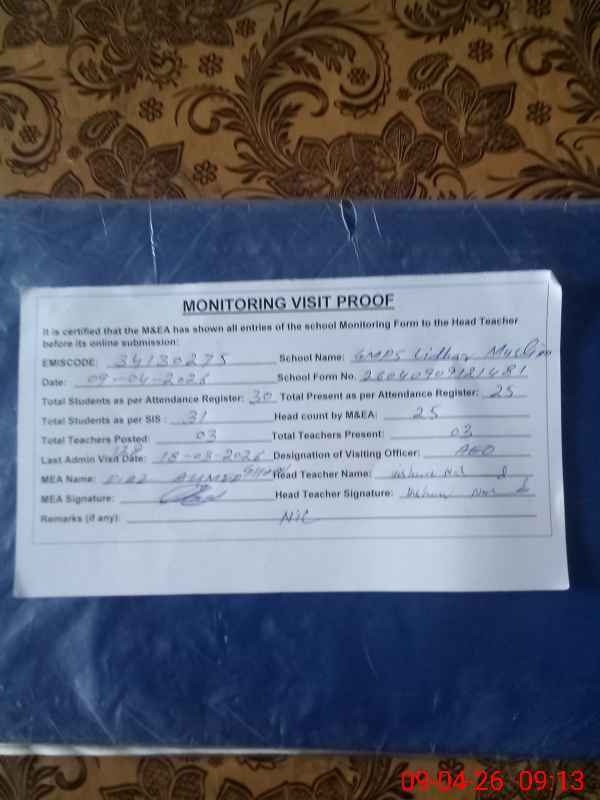 MONITORING VISIT PROOF
It is certified that the M&EA has shown all entries of the school Monitoring Form to the Head Teacher
before its online submission:
EMISCODE: 34130275 School Name: GMPS Lidhar Muslim
Date: 09-04-2026 School Form No. 26040909181481
Total Students as per Attendance Register: 30 Total Present as per Attendance Register: 25
Total Students as per SIS: 31 Head count by M&EA: 25
Total Teachers Posted: 03 Total Teachers Present: 03
Last Admin Visit Date: 18-03-2026 Designation of Visiting Officer: AEO
MEA Name: AHMED Head Teacher Name:
MEA Signature: Head Teacher Signature:
Remarks (if any): Nil
09-04-26 09:13